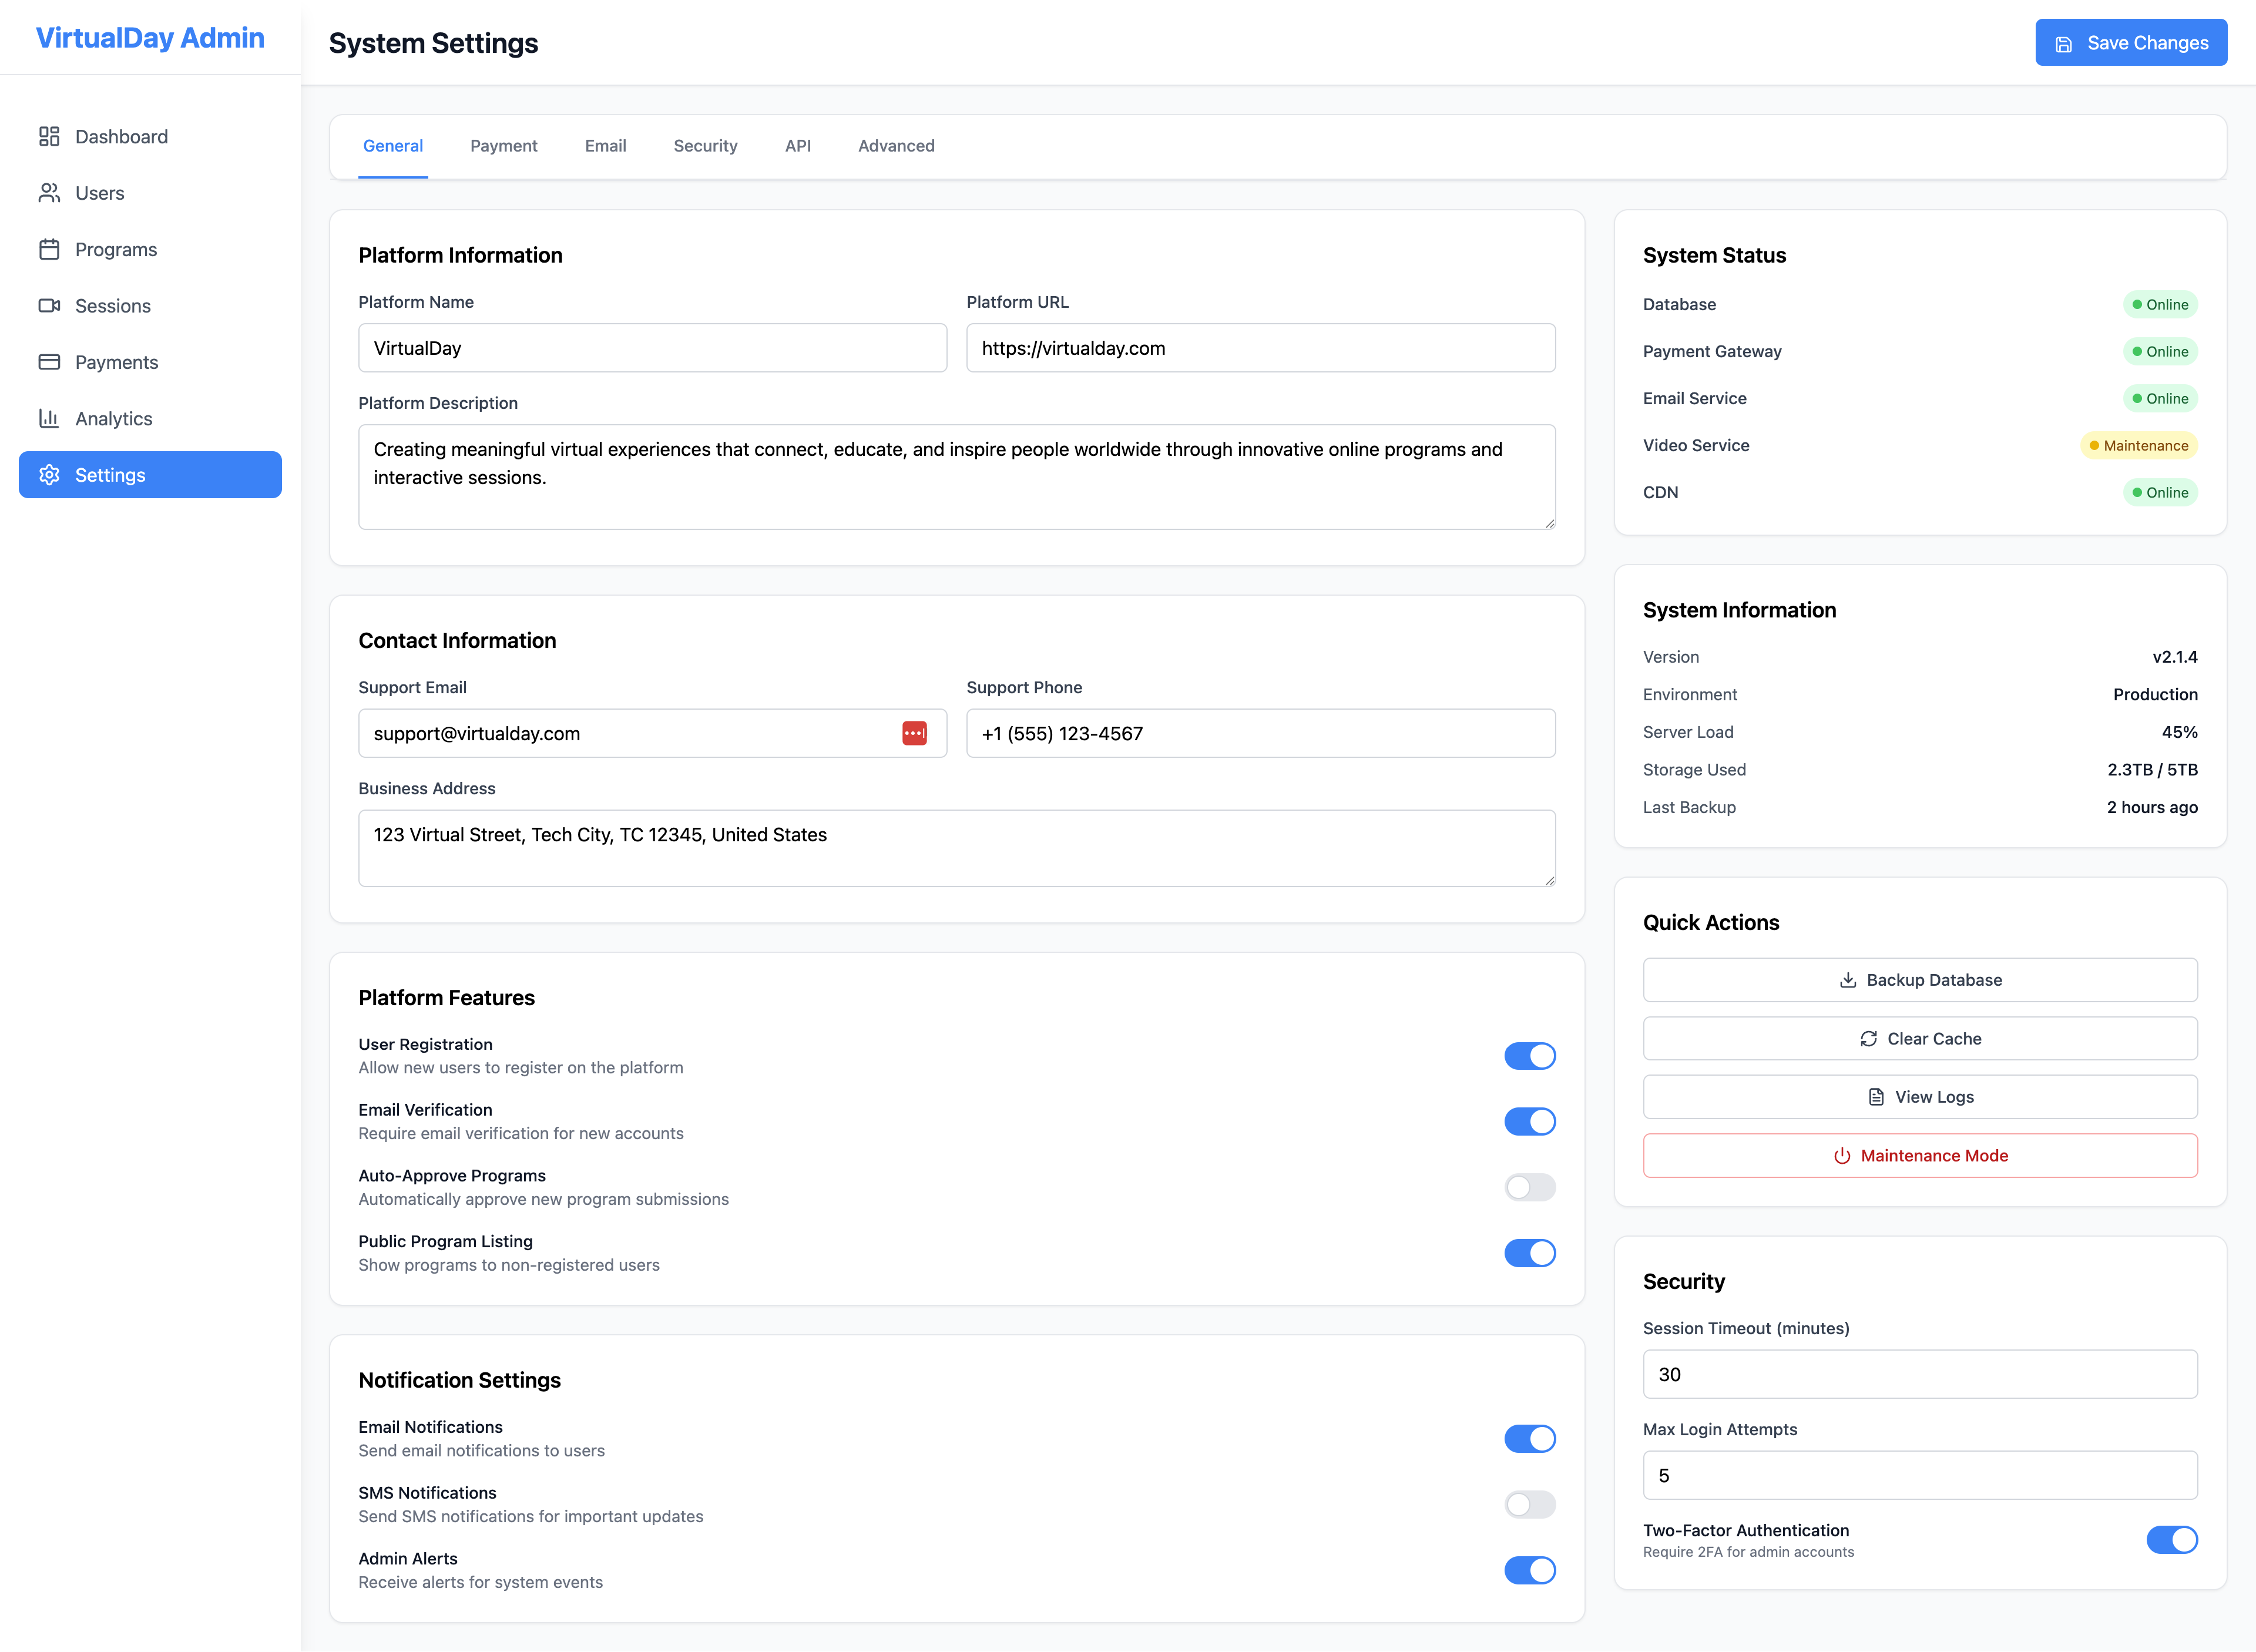 VirtualDay Admin
System Settings
Save Changes
Dashboard
Users
Programs
Sessions
Payments
Analytics
Settings
General
Payment
Email
Security
API
Advanced
Platform Information
Platform Name
Platform URL
VirtualDay
https://virtualday.com
Platform Description
Creating meaningful virtual experiences that connect, educate, and inspire people worldwide through innovative online programs and
interactive sessions.
Contact Information
Support Email
Support Phone
support@virtualday.com
+1 (555) 123-4567
Business Address
123 Virtual Street, Tech City, TC 12345, United States
Platform Features
User Registration
Allow new users to register on the platform
Email Verification
Require email verification for new accounts
Auto-Approve Programs
Automatically approve new program submissions
Public Program Listing
Show programs to non-registered users
Notification Settings
Email Notifications
Send email notifications to users
SMS Notifications
Send SMS notifications for important updates
Admin Alerts
Receive alerts for system events
System Status
Database
Online
Payment Gateway
Online
Email Service
Online
Video Service
Maintenance
CDN
Online
System Information
Version
v2.1.4
Environment
Production
Server Load
45%
Storage Used
2.3TB / 5TB
Last Backup
2 hours ago
Quick Actions
Backup Database
Clear Cache
View Logs
Maintenance Mode
Security
Session Timeout (minutes)
30
Max Login Attempts
5
Two-Factor Authentication
Require 2FA for admin accounts